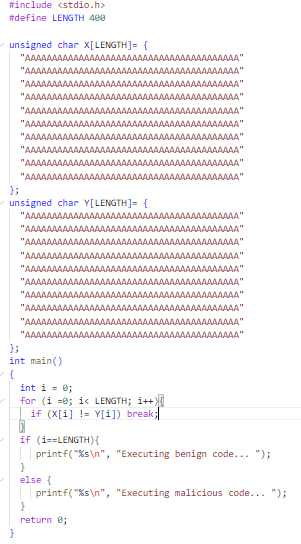 #include <stdio.h>
#define LENGTH 400
unsigned char X[LENGTH]= {
"AAAAAAAAAAAAAAAAAAAAAAAAAAAAAAAAAAAAAAAA"
"AAAAAAAAAAAAAAAAAAAAAAAAAAAAAAAAAAAAAAAA"
"AAAAAAAAAAAAAAAAAAAAAAAAAAAAAAAAAAAAAAAA"
"AAAAAAAAAAAAAAAAAAAAAAAAAAAAAAAAAAAAAAAA"
"AAAAAAAAAAAAAAAAAAAAAAAAAAAAAAAAAAAAAAAA"
"AAAAAAAAAAAAAAAAAAAAAAAAAAAAAAAAAAAAAAAA"
"AAAAAAAAAAAAAAAAAAAAAAAAAAAAAAAAAAAAAAAA"
"AAAAAAAAAAAAAAAAAAAAAAAAAAAAAAAAAAAAAAAA"
"AAAAAAAAAAAAAAAAAAAAAAAAAAAAAAAAAAAAAAAA"
"AAAAAAAAAAAAAAAAAAAAAAAAAAAAAAAAAAAAAAAA"
};
unsigned char Y[LENGTH]= {
"AAAAAAAAAAAAAAAAAAAAAAAAAAAAAAAAAAAAAAAA"
"AAAAAAAAAAAAAAAAAAAAAAAAAAAAAAAAAAAAAAAA"
"AAAAAAAAAAAAAAAAAAAAAAAAAAAAAAAAAAAAAAAA"
"AAAAAAAAAAAAAAAAAAAAAAAAAAAAAAAAAAAAAAAA"
"AAAAAAAAAAAAAAAAAAAAAAAAAAAAAAAAAAAAAAAA"
"AAAAAAAAAAAAAAAAAAAAAAAAAAAAAAAAAAAAAAAA"
"AAAAAAAAAAAAAAAAAAAAAAAAAAAAAAAAAAAAAAAA"
"AAAAAAAAAAAAAAAAAAAAAAAAAAAAAAAAAAAAAAAA"
"AAAAAAAAAAAAAAAAAAAAAAAAAAAAAAAAAAAAAAAA"
"AAAAAAAAAAAAAAAAAAAAAAAAAAAAAAAAAAAAAAAA"
};
int main()
{
int i = 0;
for (i =0; i< LENGTH; i++){
if (X[i] != Y[i]) break;
}
if (i==LENGTH){
printf("%s\n", "Executing benign code... ");
}
else {
printf("%s\n", "Executing malicious code... ");
}
return 0;
}